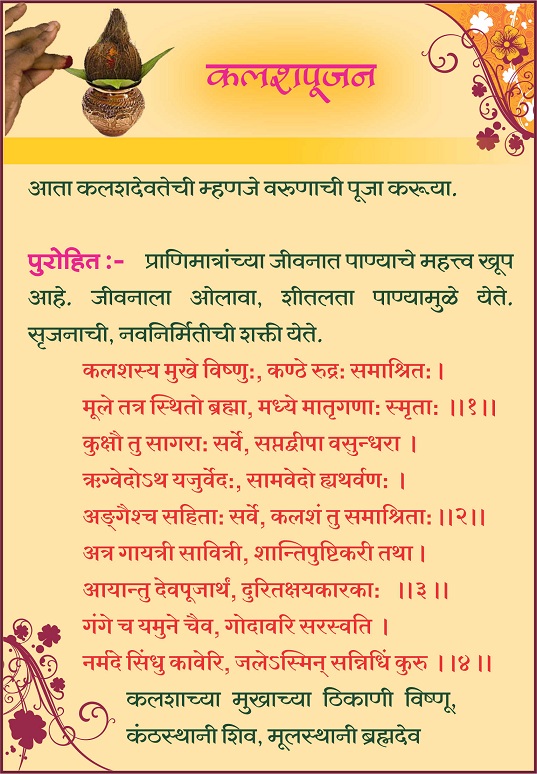 कलशपूजन
आता कलशदेवतेची म्हणजे वरुणाची पूजा करूया.
पुरोहित :- प्राणिमात्रांच्या जीवनात पाण्याचे महत्त्व खूप
आहे. जीवनाला ओलावा, शीतलता पाण्यामुळे येते.
सृजनाची, नवनिर्मितीची शक्ती येते.
कलशस्य मुखे विष्णु:, कण्ठे रुद्र: समाश्रित: ।
मूले तत्र स्थितो ब्रह्मा, मध्ये मातृगणा: स्मृता: ।।१।।
कुक्षौ तु सागरा: सर्वे, सप्तद्वीपा वसुन्धरा ।
ऋग्वेदोऽथ यजुर्वेद:, सामवेदो ह्यथर्वण: ।
अङ्गैश्च सहिता: सर्वे, कलशं तु समाश्रिता: ।।२।।
अत्र गायत्री सावित्री, शान्तिपुष्टिकरी तथा ।
आयान्तु देवपूजार्थं, दुरितक्षयकारका: ।।३।।
गंगे च यमुने चैव, गोदावरि सरस्वति ।
नर्मदे सिंधु कावेरि, जलेऽस्मिन् सन्निधिं कुरु ।।४।।
कलशाच्या मुखाच्या ठिकाणी विष्णू,
कंठस्थानी शिव, मूलस्थानी ब्रह्मदेव